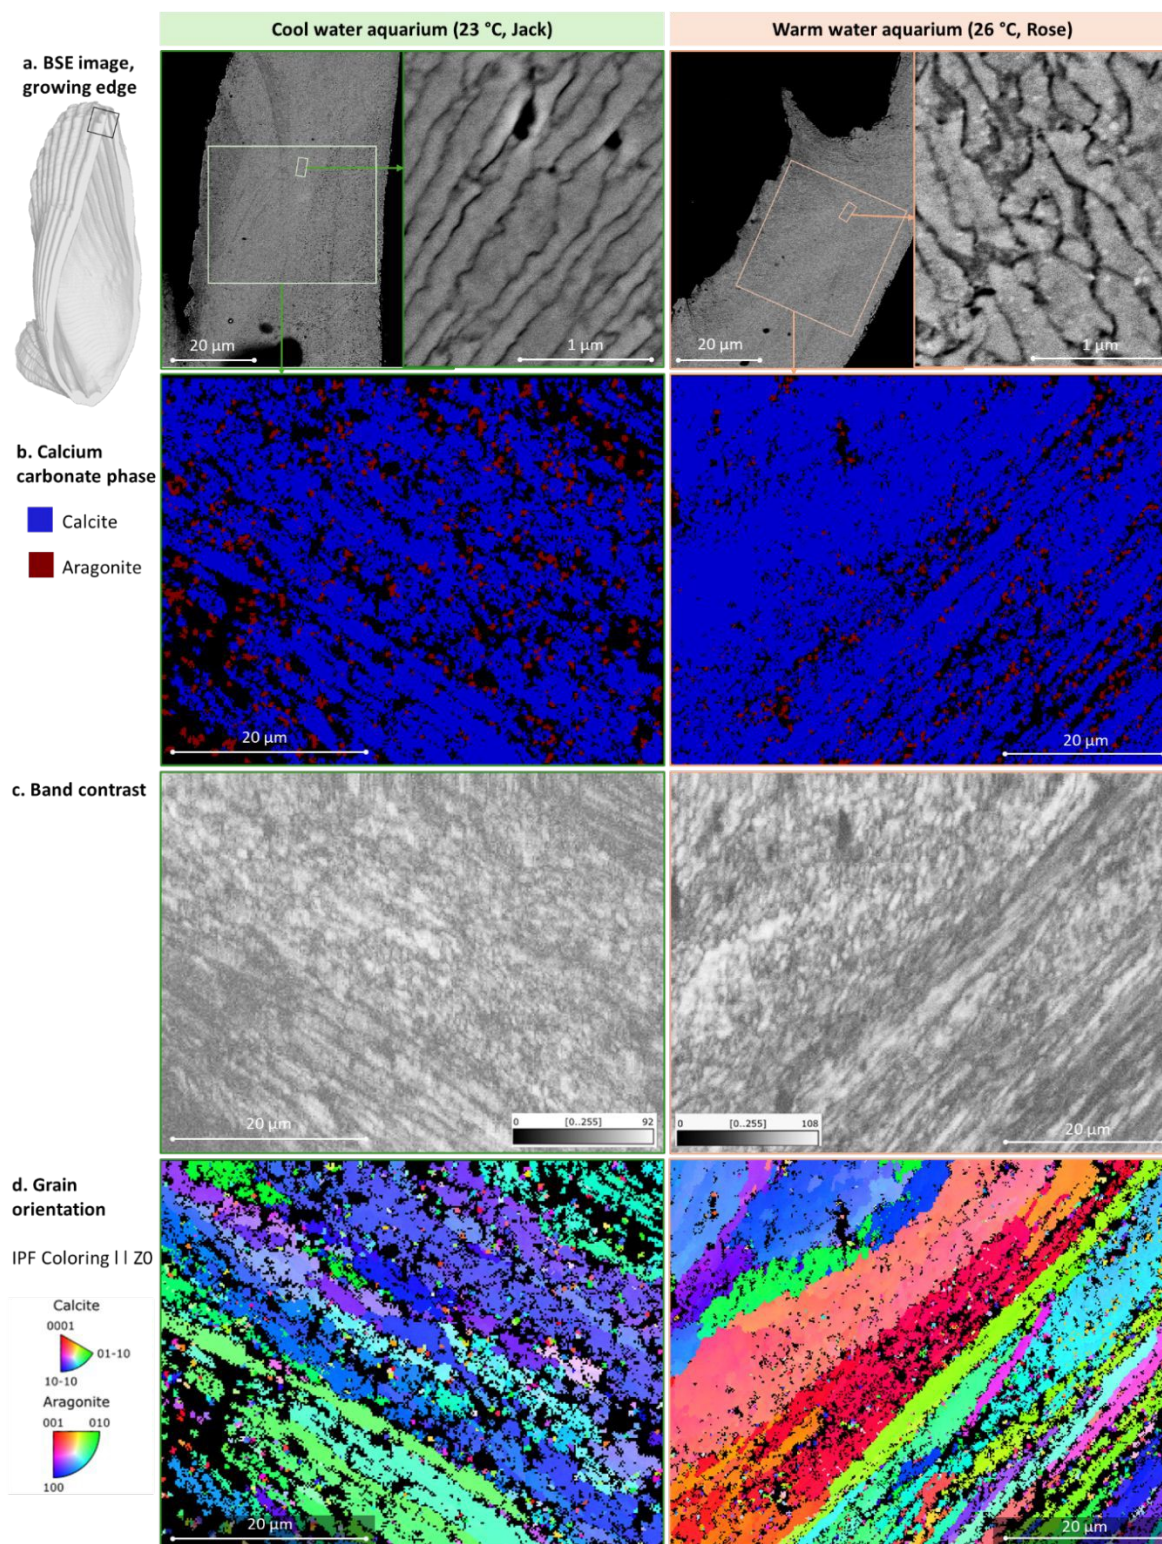 Cool water aquarium (23 °C, Jack)
Warm water aquarium (26 °C, Rose)
a. BSE image,
growing edge
20 µm
1 µm
20 µm
1 µm
b. Calcium
carbonate phase
Calcite
Aragonite
20 µm
20 µm
c. Band contrast
20 µm
0 [0..255] 92
0 [0..255] 108
20 µm
d. Grain
orientation
IPF Coloring l l Z0
Calcite
0001
01-10
10-10
Aragonite
001 010
100
20 µm
20 µm